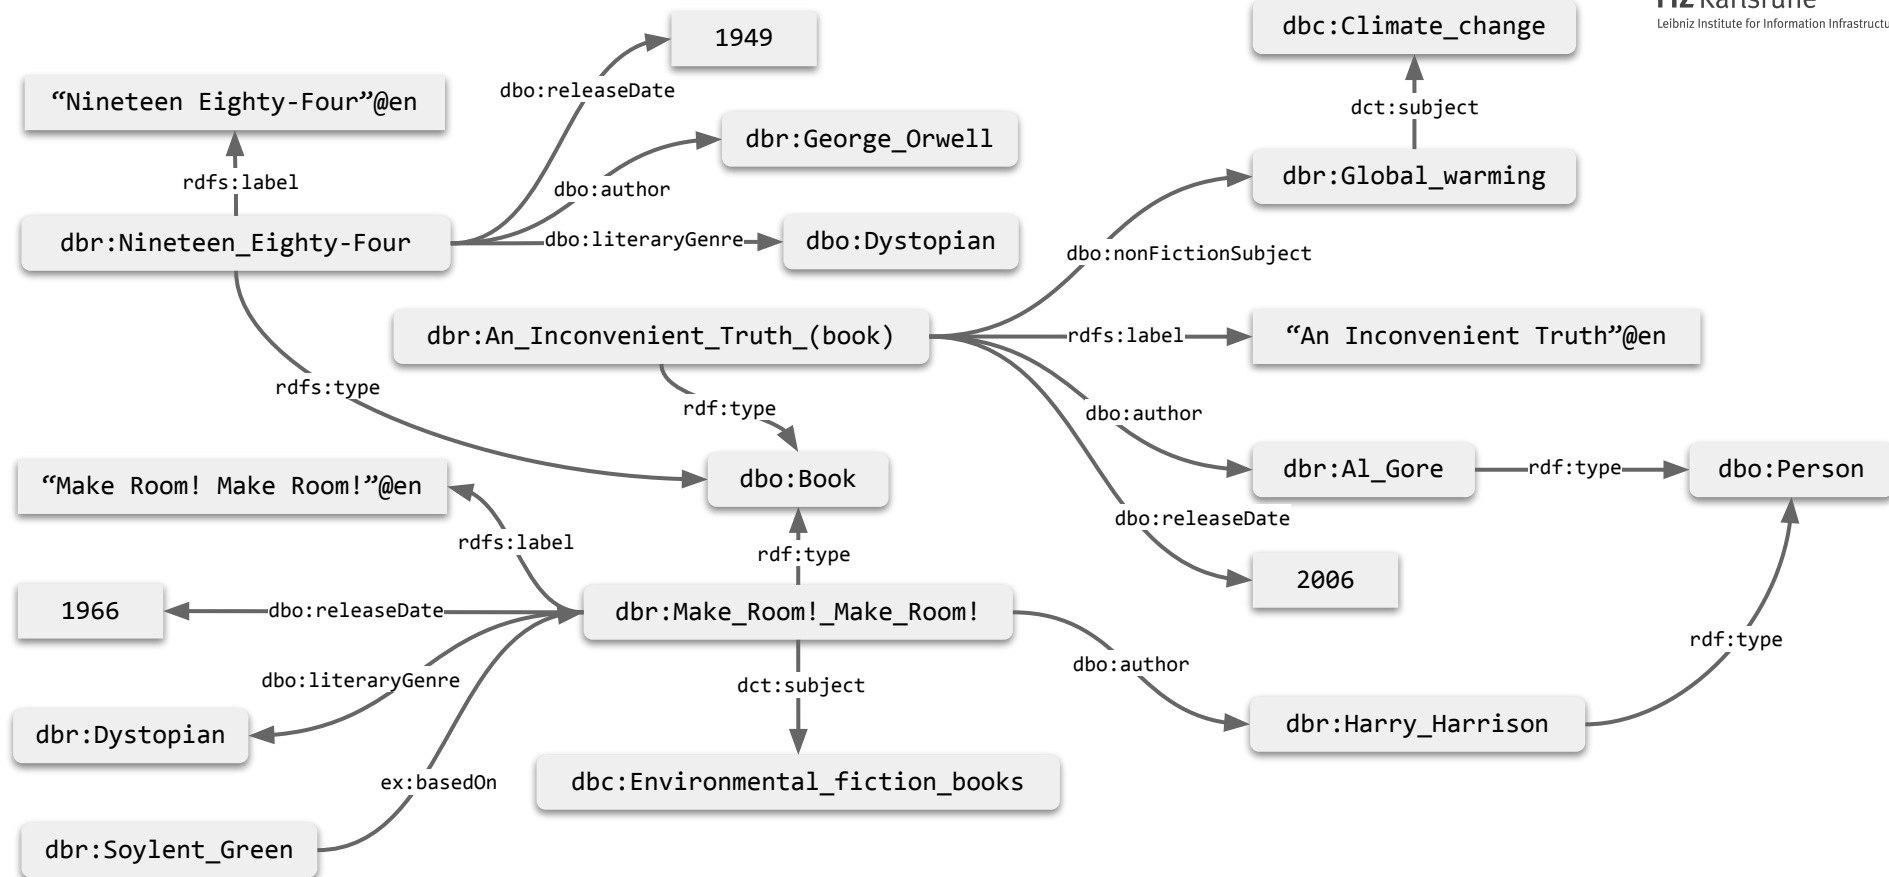 FIZ Karlsruhe
Leibniz Institute for Information Infrastructu
dbc:Climate_change
1949
dbo:releaseDate
“Nineteen Eighty-Four”@en
dct:subject
dbr:George_Orwell
dbr:Global_warming
rdfs:label
dbo:author
dbr:Nineteen_Eighty-Four
dbo:literaryGenre
dbo:Dystopian
dbo:nonFictionSubject
dbr:An_Inconvenient_Truth_(book)
rdfs:label
“An Inconvenient Truth”@en
rdfs:type
rdf:type
dbo:author
dbo:Book
dbr:Al_Gore
rdf:type
dbo:Person
“Make Room! Make Room!”@en
dbo:releaseDate
rdfs:label
rdf:type
2006
1966
dbo:releaseDate
dbr:Make_Room!_Make_Room!
rdf:type
dbo:author
dbo:literaryGenre
dct:subject
dbr:Dystopian
dbr:Harry_Harrison
ex:basedOn
dbc:Environmental_fiction_books
dbr:Soylent_Green